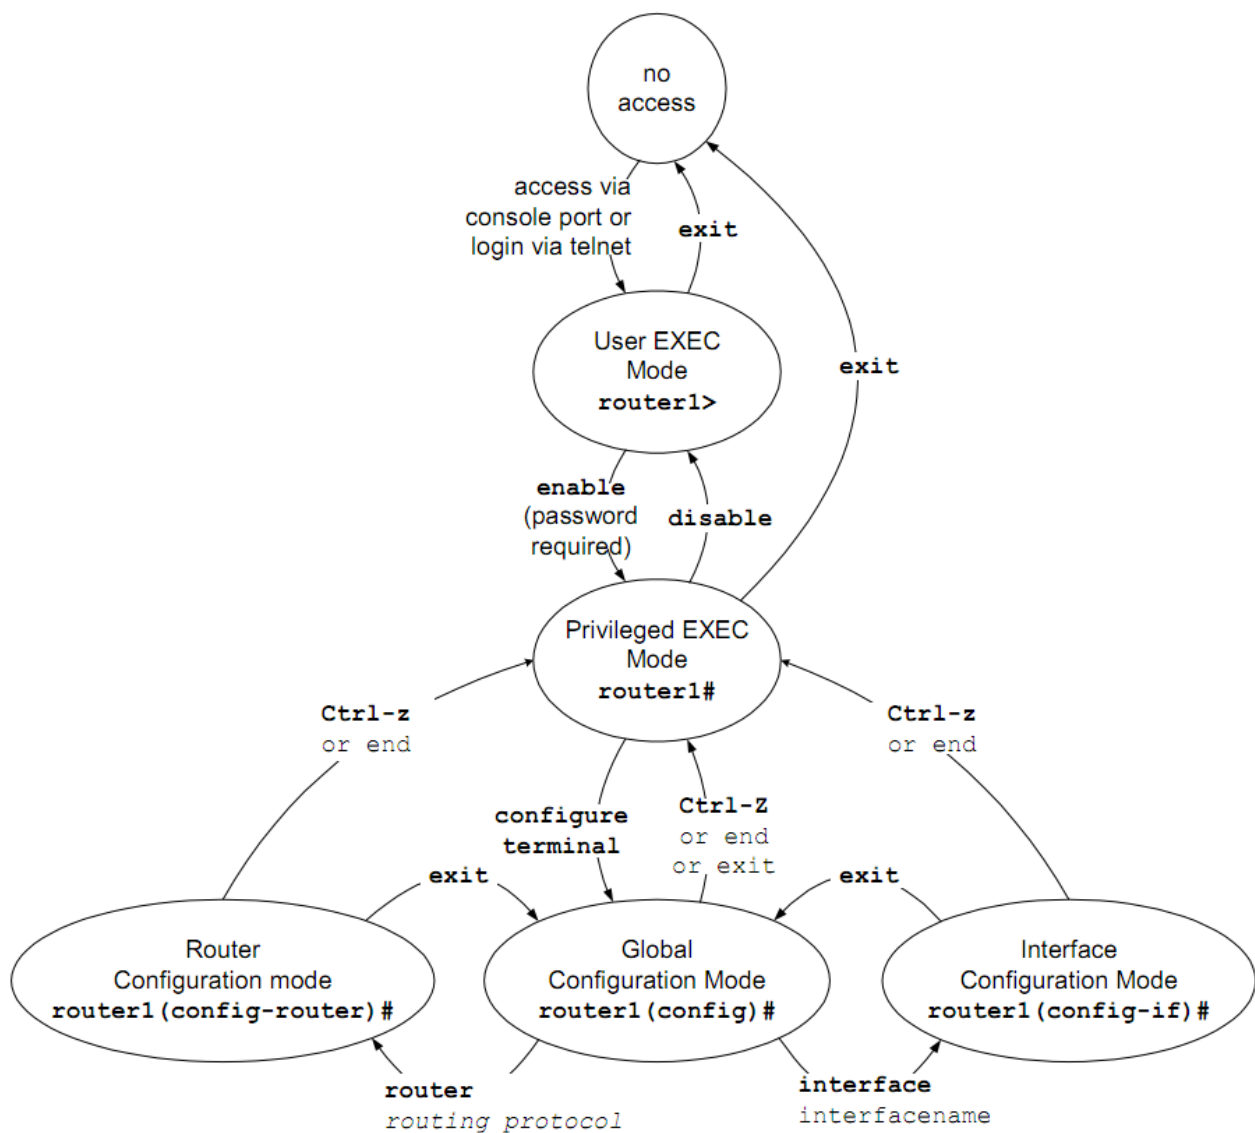 no
access
access via
console port or
login via telnet
exit
User EXEC
Mode
router1>
exit
enable
(password
required)
disable
Privileged EXEC
Mode
router1#
Ctrl-z
or end
Ctrl-z
or end
configure
terminal
Ctrl-Z
or end
or exit
exit
exit
Router
Configuration mode
router1(config-router)#
Global
Configuration Mode
router1(config)#
Interface
Configuration Mode
router1(config-if)#
router
routing protocol
interface
interfacename